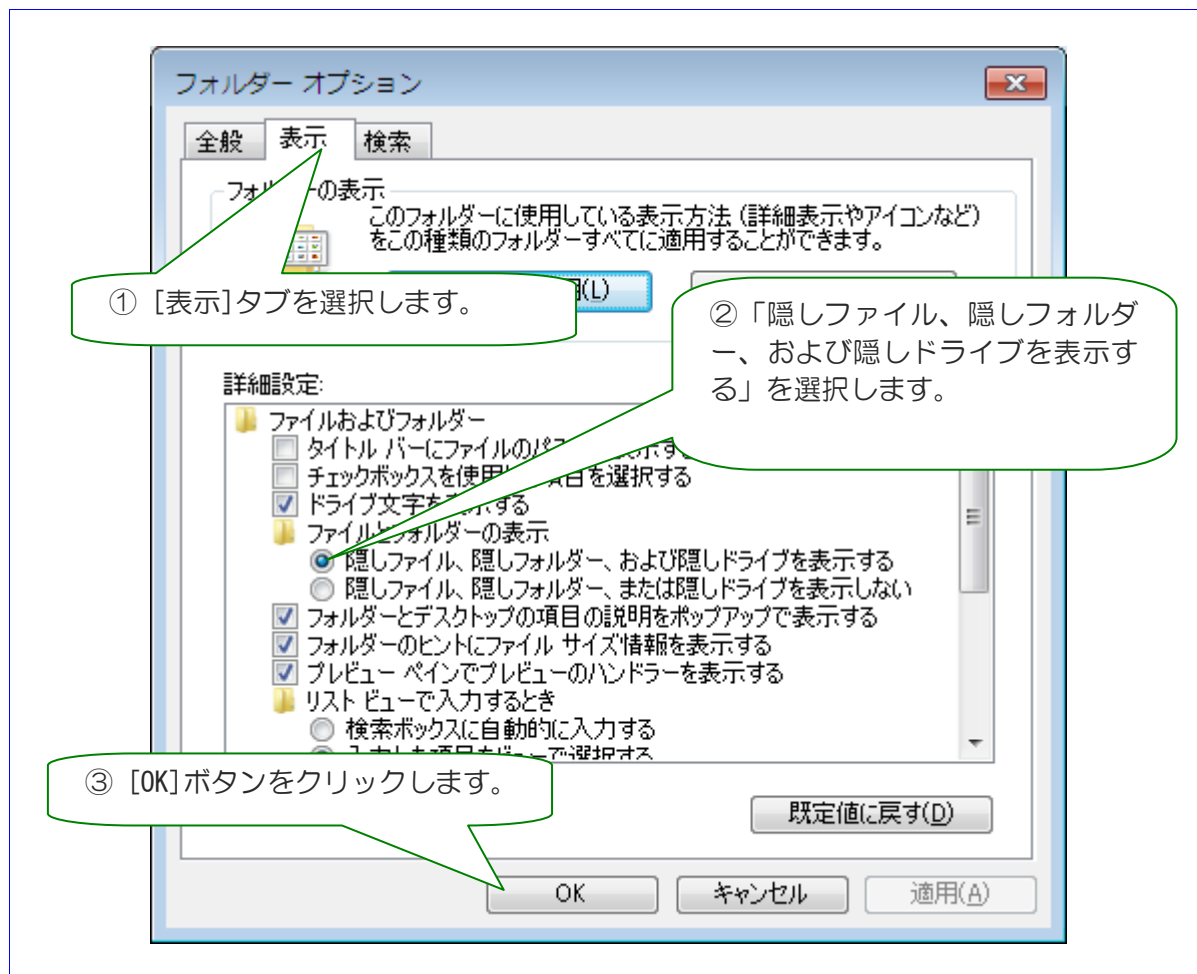 フォルダー オプション
全般 表示 検索
の表示
このフォルダーに使用している表示方法 (詳細表示やアイコンなど)
をこの種類のフォルダーすべてに適用することができます。
(L)
① [表示]タブを選択します。
②「隠しファイル、隠しフォルダ
ー、および隠しドライブを表示す
る」を選択します。
詳細設定:
ファイルおよびフォルダー
タイトル バーにファイルの
チェックボックスを使用 項目を選択する
ドライブ文字を表示する
ファイルとフォルダーの表示
隠しファイル、隠しフォルダー、および隠しドライブを表示する
隠しファイル、隠しフォルダー、または隠しドライブを表示しない
フォルダーとデスクトップの項目の説明をポップアップで表示する
フォルダーのヒントにファイル サイズ情報を表示する
プレビュー ペインでプレビューのハンドラーを表示する
リスト ビューで入力するとき
検索ボックスに自動的に入力する
③ [OK]ボタンをクリックします。
既定値に戻す(D)
OK キャンセル 適用(A)